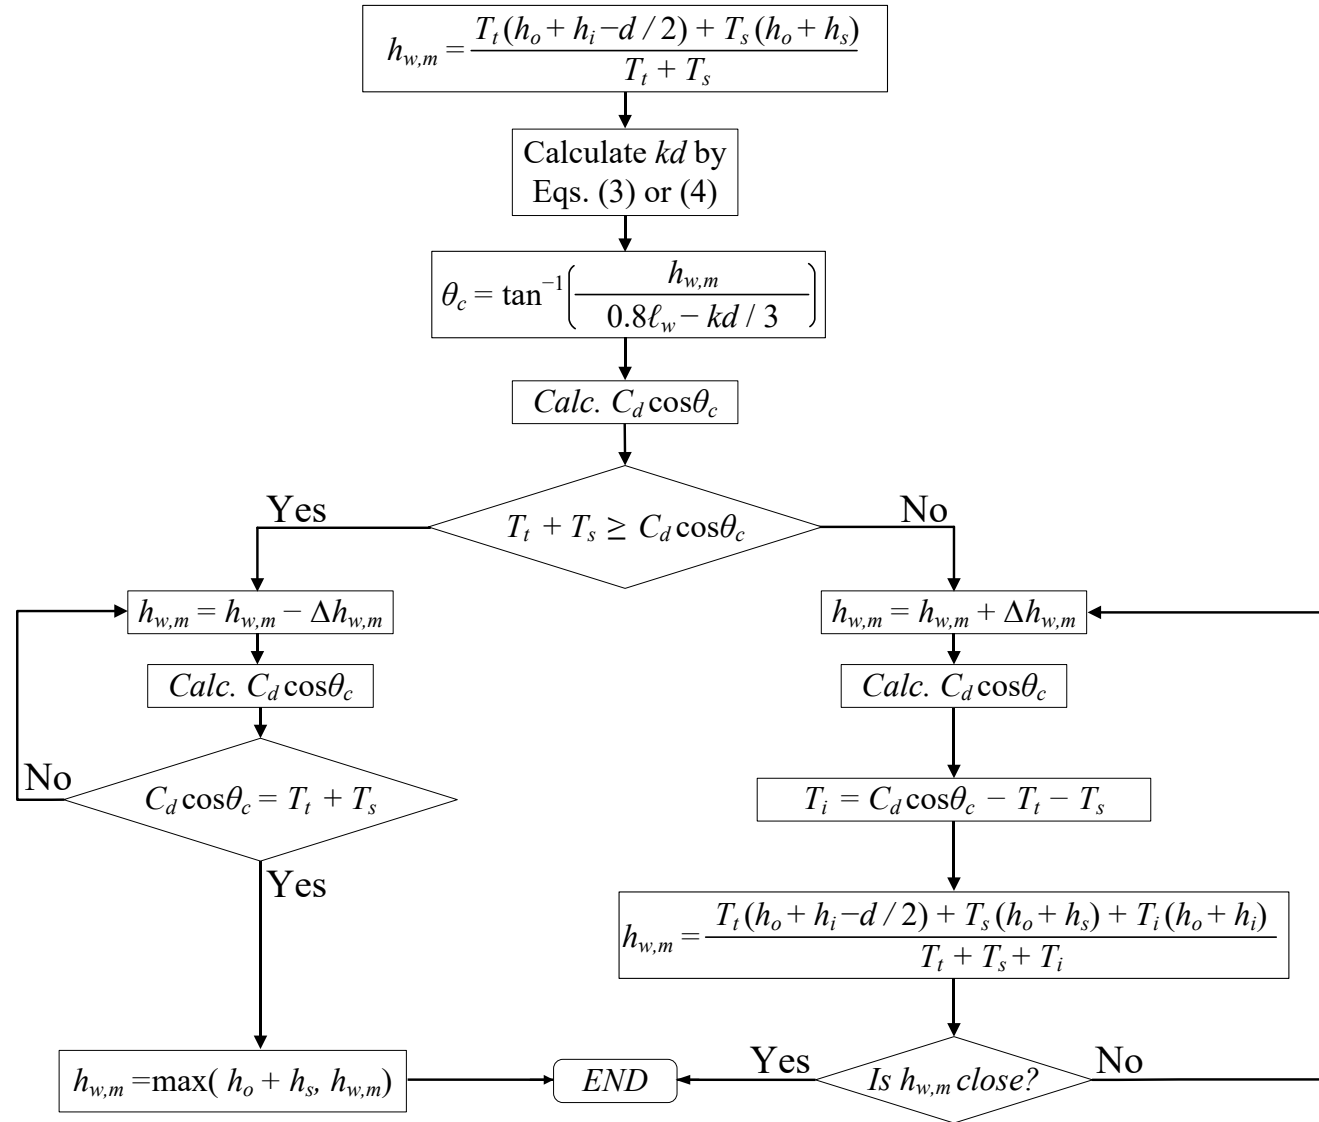 h_{w,m} = \frac{T_t(h_o + h_i - d / 2) + T_s(h_o + h_s)}{T_t + T_s}
Calculate kd by
Eqs. (3) or (4)
θ_c = tan^{-1}(\frac{h_{w,m}}{0.8ℓ_w - kd / 3})
Calc. C_d cosθ_c
Yes
T_t + T_s ≥ C_d cosθ_c
No
h_{w,m} = h_{w,m} - Δh_{w,m}
Calc. C_d cosθ_c
No
C_d cosθ_c = T_t + T_s
Yes
h_{w,m} =max( h_o + h_s, h_{w,m})
h_{w,m} = h_{w,m} + Δh_{w,m}
Calc. C_d cosθ_c
T_i = C_d cosθ_c - T_t - T_s
h_{w,m} = \frac{T_t(h_o + h_i - d / 2) + T_s(h_o + h_s) + T_i(h_o + h_i)}{T_t + T_s + T_i}
Is h_{w,m} close?
Yes
No
END